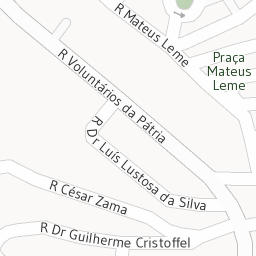 R Mateus Leme
Praça
Mateus
Leme
R Voluntários da Pátria
R Dr Luís Lustosa da Silva
R César Zama
R Dr Guilherme Cristoffel